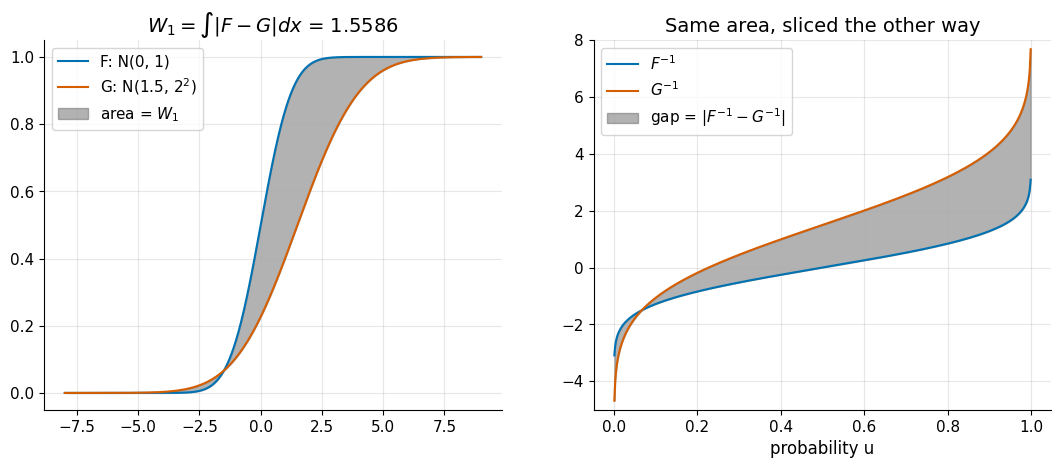 W₁ = ∫|F − G|dx = 1.5586
F: N(0, 1)
G: N(1.5, 2²)
area = W₁
1.0
0.8
0.6
0.4
0.2
0.0
−7.5 −5.0 −2.5 0.0 2.5 5.0 7.5
Same area, sliced the other way
F⁻¹
G⁻¹
gap = |F⁻¹ − G⁻¹|
8
6
4
2
0
−2
−4
0.0 0.2 0.4 0.6 0.8 1.0
probability u